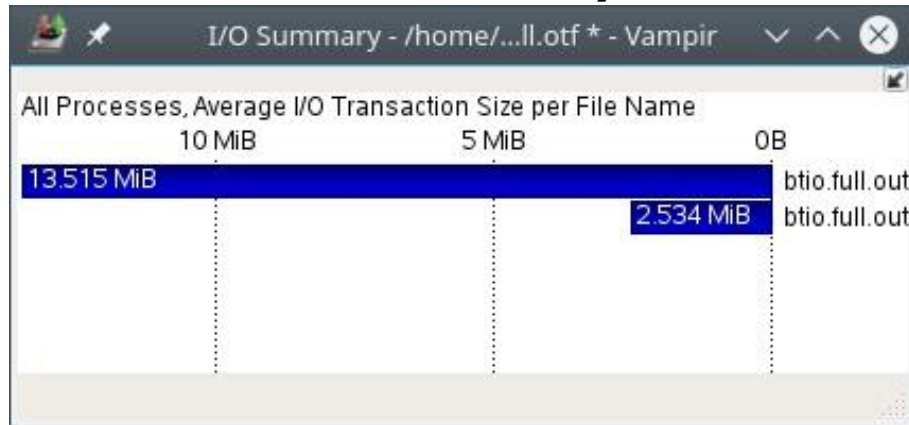 I/O Summary - /home/...ll.otf * - Vampir
All Processes, Average I/O Transaction Size per File Name
10 MiB 5 MiB 0B
13.515 MiB btio.full.out
2.534 MiB btio.full.out